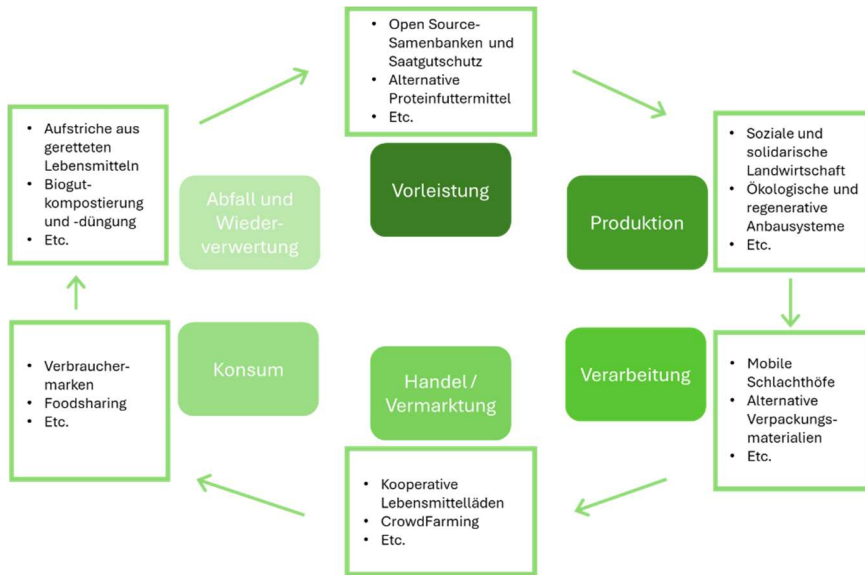 • Open Source-
Samenbanken und
Saatgutschutz
• Alternative
Proteinfuttermittel
• Etc.
Vorleistung
• Soziale und
solidarische
Landwirtschaft
• Ökologische und
regenerative
Anbausysteme
• Etc.
Produktion
• Mobile
Schlachthöfe
• Alternative
Verpackungs-
materialien
• Etc.
Verarbeitung
• Kooperative
Lebensmittelläden
• CrowdFarming
• Etc.
Handel /
Vermarktung
• Verbraucher-
marken
• Foodsharing
• Etc.
Konsum
• Aufstriche aus
geretteten
Lebensmitteln
• Biogut-
kompostierung
und -düngung
• Etc.
Abfall und
Wieder-
verwertung